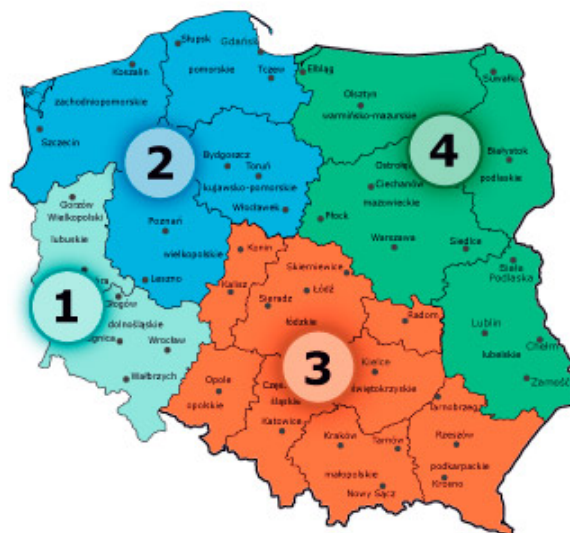 Słupsk
Gdańsk
Koszalin
pomorskie
Tczew
Elbląg
Suwałki
zachodniopomorskie
Olsztyn
warmińsko-mazurskie
Szczecin
2
4
Bydgoszcz
Toruń
kujawsko-pomorskie
Włocławek
Ciechanów
mazowieckie
Białystok
podlaskie
Gorzów
Wielkopolski
lubuskie
Poznań
wielkopolskie
Płock
Warszawa
Siedlce
Konin
Skierniewice
Biała
Podlaska
Leszno
Kalisz
Sieradz
Łódź
łódzkie
1
Głogów
dolnośląskie
Wrocław
Wałbrzych
Radom
Lublin
lubelskie
Chełm
Zamość
3
Opole
opolskie
śląskie
Kielce
świętokrzyskie
Katowice
Kraków
małopolskie
Tarnów
Nowy Sącz
Tarnobrzeg
Rzeszów
podkarpackie
Krosno